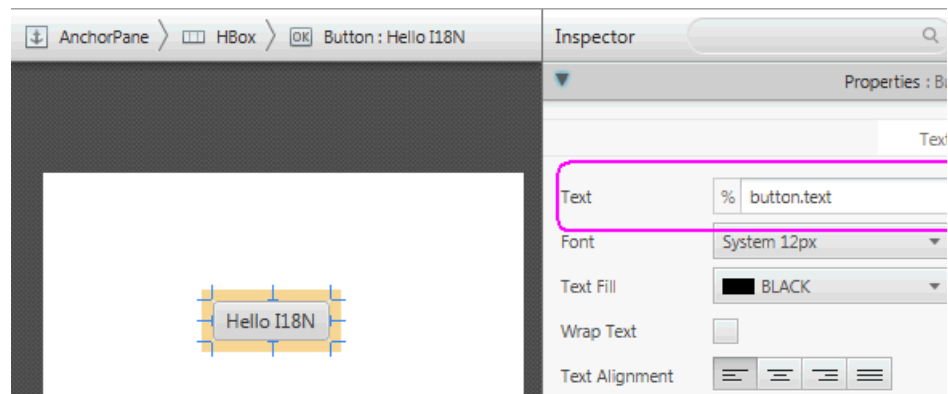 AnchorPane HBox OK Button : Hello I18N
Inspector
Properties : Bu
Text
Text % button.text
Font System 12px
Text Fill BLACK
Wrap Text
Text Alignment
Hello I18N